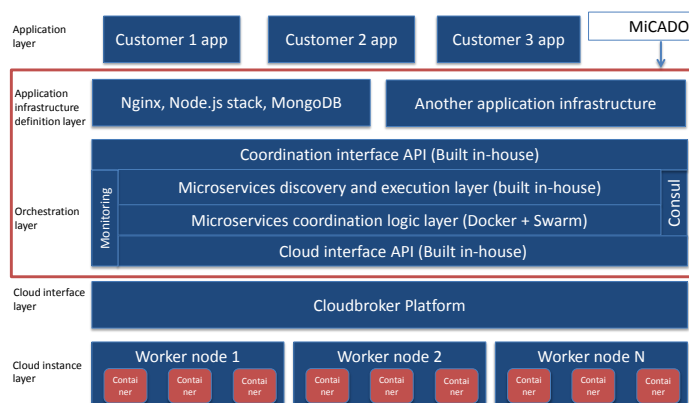 Application
layer
Customer 1 app
Customer 2 app
Customer 3 app
MiCADO
Application
infrastructure
definition layer
Nginx, Node.js stack, MongoDB
Another application infrastructure
Coordination interface API (Built in-house)
Orchestration
layer
Monitoring
Microservices discovery and execution layer (built in-house)
Microservices coordination logic layer (Docker + Swarm)
Cloud interface API (Built in-house)
Consul
Cloud interface
layer
Cloudbroker Platform
Cloud instance
layer
Worker node 1
Contai
ner
Contai
ner
Contai
ner
Worker node 2
Contai
ner
Contai
ner
Contai
ner
Worker node N
Contai
ner
Contai
ner
Contai
ner